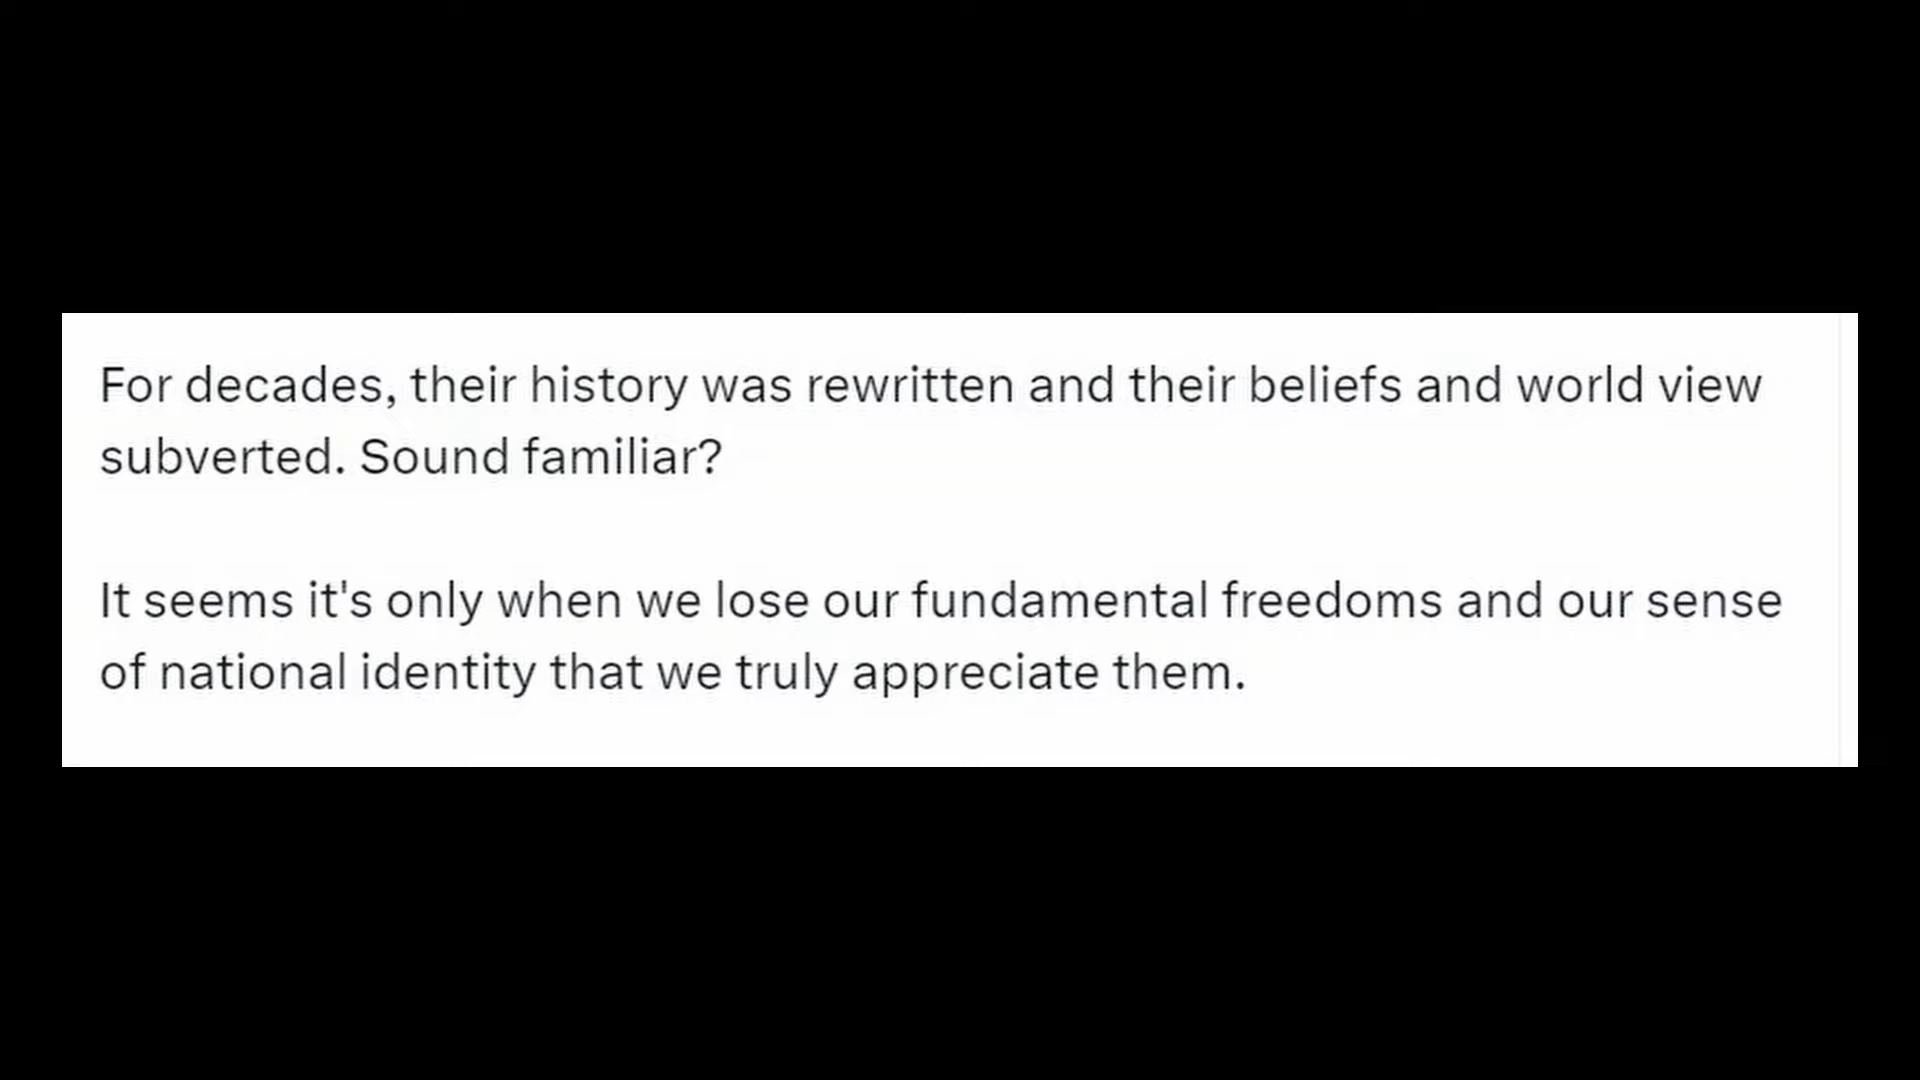 For decades, their history was rewritten and their beliefs and world view
subverted. Sound familiar?
It seems it's only when we lose our fundamental freedoms and our sense
of national identity that we truly appreciate them.